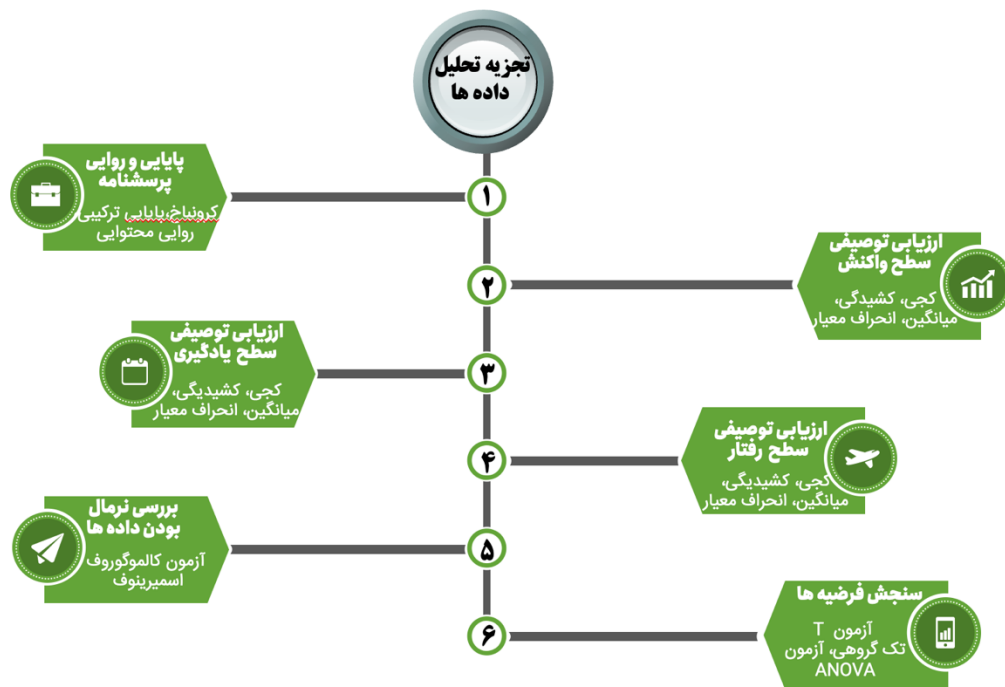 تجزیه تحلیل
داده ها
۱
پایایی و روایی
پرسشنامه
کرونباخ،پایایی ترکیبی
روایی محتوایی
۲
ارزیابی توصیفی
سطح واکنش
کجی، کشیدگی،
میانگین، انحراف معیار
۳
ارزیابی توصیفی
سطح یادگیری
کجی، کشیدیگی،
میانگین، انحراف معیار
۴
ارزیابی توصیفی
سطح رفتار
کجی، کشیدیگی،
میانگین، انحراف معیار
۵
بررسی نرمال
بودن داده ها
آزمون کالموگوروف
اسمیرینوف
۶
سنجش فرضیه ها
آزمون T
تک گروهی، آزمون
ANOVA